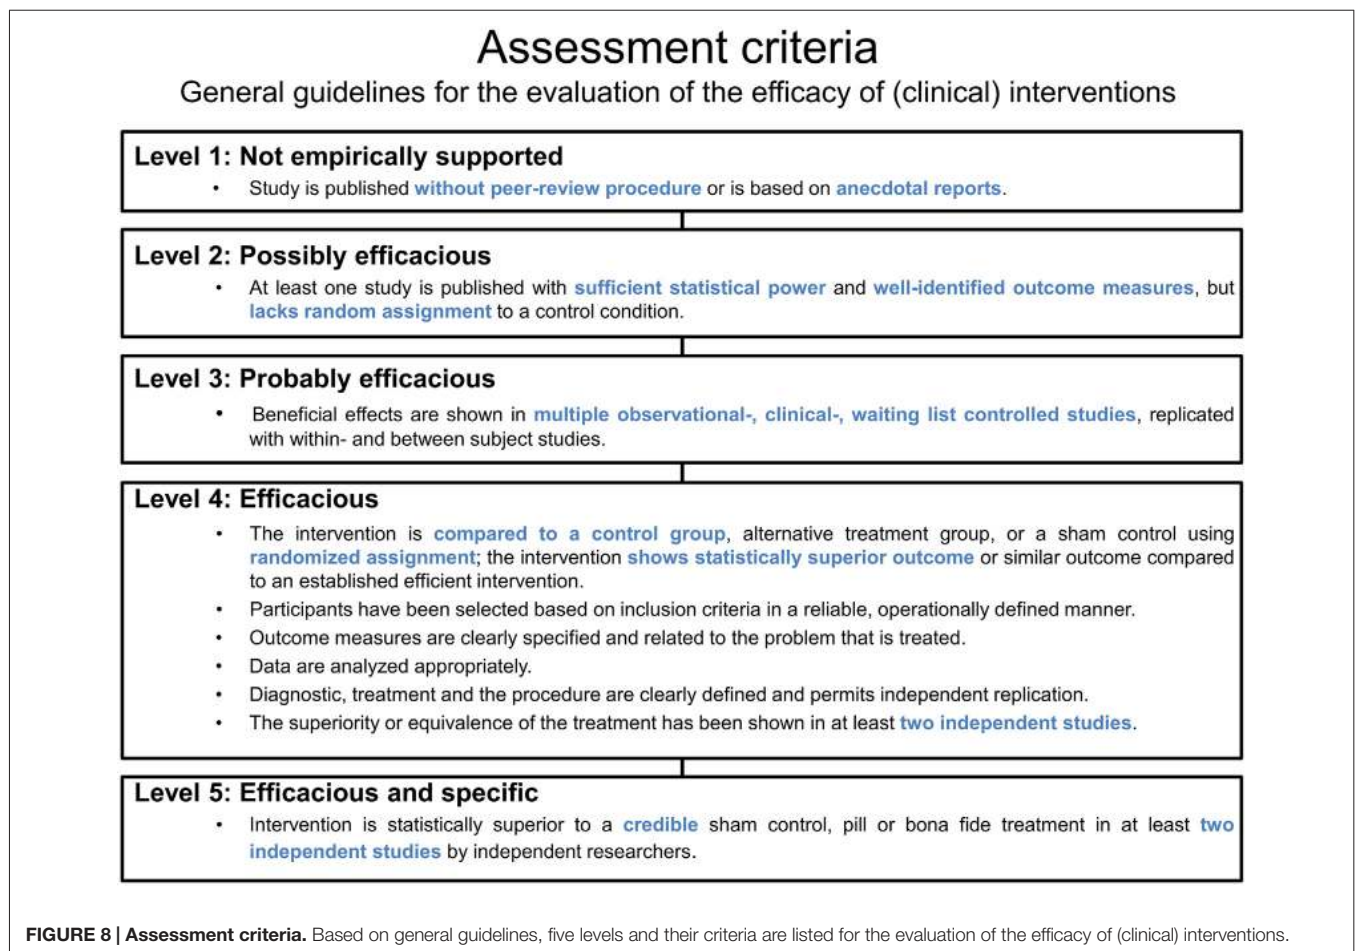 Assessment criteria
General guidelines for the evaluation of the efficacy of (clinical) interventions
Level 1: Not empirically supported
• Study is published without peer-review procedure or is based on anecdotal reports.
Level 2: Possibly efficacious
• At least one study is published with sufficient statistical power and well-identified outcome measures, but
lacks random assignment to a control condition.
Level 3: Probably efficacious
• Beneficial effects are shown in multiple observational-, clinical-, waiting list controlled studies, replicated
with within- and between subject studies.
Level 4: Efficacious
• The intervention is compared to a control group, alternative treatment group, or a sham control using
randomized assignment; the intervention shows statistically superior outcome or similar outcome compared
to an established efficient intervention.
• Participants have been selected based on inclusion criteria in a reliable, operationally defined manner.
• Outcome measures are clearly specified and related to the problem that is treated.
• Data are analyzed appropriately.
• Diagnostic, treatment and the procedure are clearly defined and permits independent replication.
• The superiority or equivalence of the treatment has been shown in at least two independent studies.
Level 5: Efficacious and specific
• Intervention is statistically superior to a credible sham control, pill or bona fide treatment in at least two
independent studies by independent researchers.
FIGURE 8 | Assessment criteria. Based on general guidelines, five levels and their criteria are listed for the evaluation of the efficacy of (clinical) interventions.